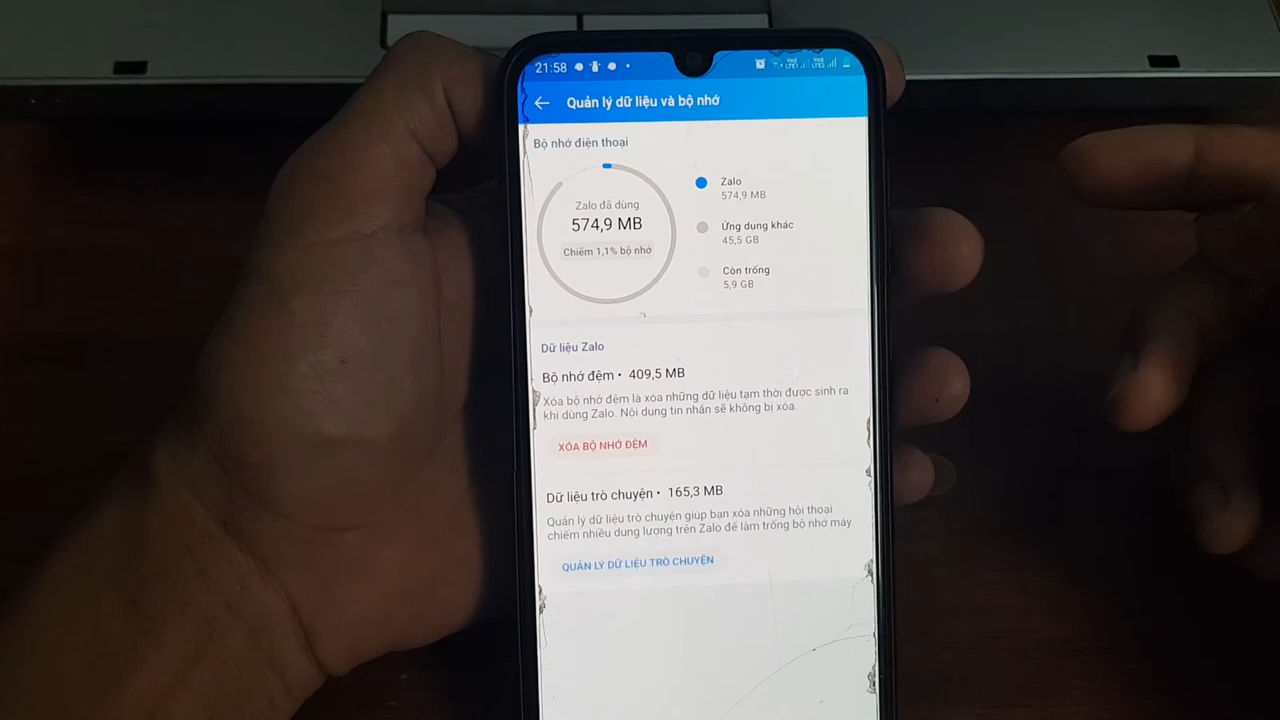 21:58
Quản lý dữ liệu và bộ nhớ
Bộ nhớ điện thoại
Zalo đã dùng
574,9 MB
Chiếm 1,1% bộ nhớ
Zalo
574,9 MB
Ứng dụng khác
45,5 GB
Còn trống
5,9 GB
Dữ liệu Zalo
Bộ nhớ đệm • 409,5 MB
Xóa bộ nhớ đệm là xóa những dữ liệu tạm thời được sinh ra
khi dùng Zalo. Nội dung tin nhắn sẽ không bị xóa.
XÓA BỘ NHỚ ĐỆM
Dữ liệu trò chuyện • 165,3 MB
Quản lý dữ liệu trò chuyện giúp bạn xóa những hội thoại
chiếm nhiều dung lượng trên Zalo để làm trống bộ nhớ máy.
QUẢN LÝ DỮ LIỆU TRÒ CHUYỆN